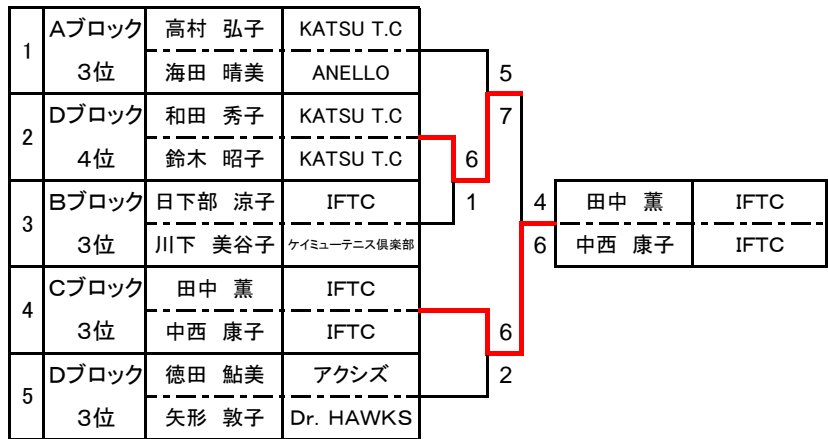 1 Aブロック 高村 弘子 KATSU T.C
3位 海田 晴美 ANELLO 5
2 Dブロック 和田 秀子 KATSU T.C 7
4位 鈴木 昭子 KATSU T.C 6
3 Bブロック 日下部 涼子 IFTC 1 4 田中 薫 IFTC
3位 川下 美谷子 ケイミューテニス倶楽部 6 中西 康子 IFTC
4 Cブロック 田中 薫 IFTC
3位 中西 康子 IFTC 6
5 Dブロック 徳田 鮎美 アクシズ 2
3位 矢形 敦子 Dr. HAWKS